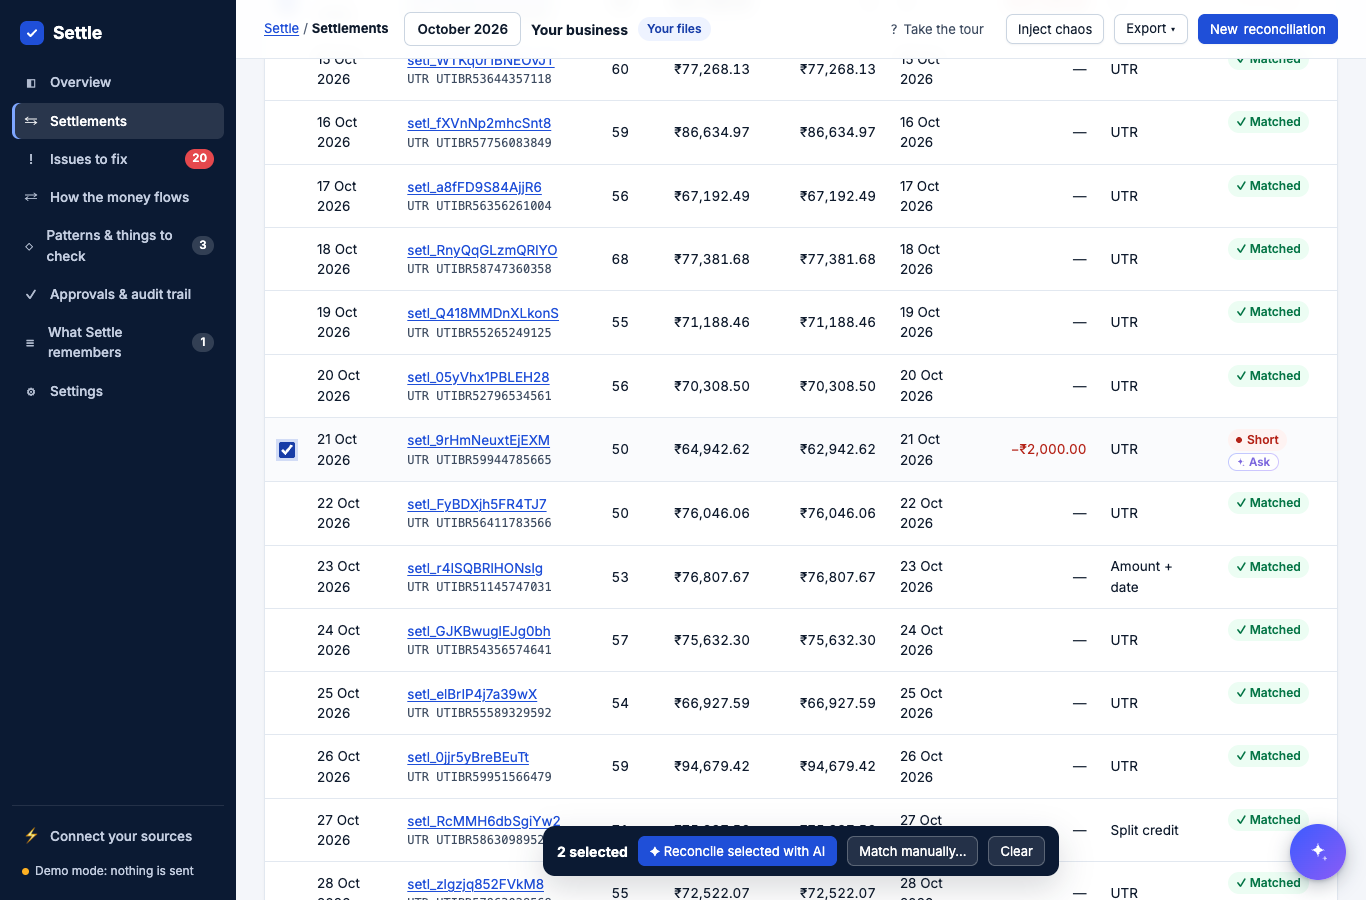 Settle
Overview
Settlements
Issues to fix 20
How the money flows
Patterns & things to check 3
Approvals & audit trail
What Settle remembers 1
Settings
Connect your sources
Demo mode: nothing is sent
Settle / Settlements October 2026 Your business Your files ? Take the tour Inject chaos Export New reconciliation
2026 UTR UTIBR53644357118 60 ₹77,268.13 ₹77,268.13 2026 — UTR Matched
16 Oct 2026 setl_fXVnNp2mhcSnt8 UTR UTIBR57756083849 59 ₹86,634.97 ₹86,634.97 16 Oct 2026 — UTR Matched
17 Oct 2026 setl_a8fFD9S84AjjR6 UTR UTIBR56356261004 56 ₹67,192.49 ₹67,192.49 17 Oct 2026 — UTR Matched
18 Oct 2026 setl_RnyQqGLzmQRIYO UTR UTIBR58747360358 68 ₹77,381.68 ₹77,381.68 18 Oct 2026 — UTR Matched
19 Oct 2026 setl_Q418MMDnXLkonS UTR UTIBR55265249125 55 ₹71,188.46 ₹71,188.46 19 Oct 2026 — UTR Matched
20 Oct 2026 setl_05yVhx1PBLEH28 UTR UTIBR52796534561 56 ₹70,308.50 ₹70,308.50 20 Oct 2026 — UTR Matched
21 Oct 2026 setl_9rHmNeuxtEjEXM UTR UTIBR59944785665 50 ₹64,942.62 ₹62,942.62 21 Oct 2026 −₹2,000.00 UTR Short Ask
22 Oct 2026 setl_FyBDXjh5FR4TJ7 UTR UTIBR56411783566 50 ₹76,046.06 ₹76,046.06 22 Oct 2026 — UTR Matched
23 Oct 2026 setl_r4ISQBRIHONsIg UTR UTIBR51145747031 53 ₹76,807.67 ₹76,807.67 23 Oct 2026 — Amount + date Matched
24 Oct 2026 setl_GJKBwugIEJg0bh UTR UTIBR54356574641 57 ₹75,632.30 ₹75,632.30 24 Oct 2026 — UTR Matched
25 Oct 2026 setl_elBrIP4j7a39wX UTR UTIBR55589329592 54 ₹66,927.59 ₹66,927.59 25 Oct 2026 — UTR Matched
26 Oct 2026 setl_0jjr5yBreBEuTt UTR UTIBR59951566479 59 ₹94,679.42 ₹94,679.42 26 Oct 2026 — UTR Matched
27 Oct 2026 setl_RcMMH6dbSgiYw2 UTR 27 Oct — Split credit Matched
28 Oct setl_zlgzjq852FVkM8 55 ₹72,522.07 ₹72,522.07 28 Oct — UTR Matched
2 selected Reconcile selected with AI Match manually... Clear